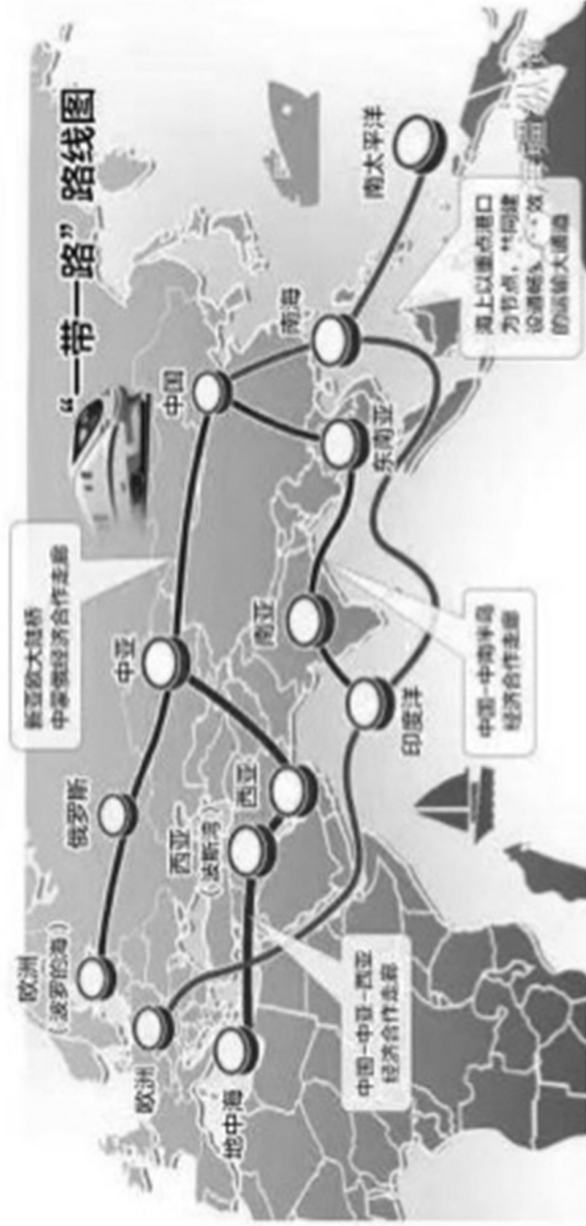 “一带一路”路线图
新亚欧大陆桥
中蒙俄经济合作走廊
欧洲
（波罗的海）
俄罗斯
中亚
中国
欧洲
西亚
（波斯湾）
西亚
南亚
东南亚
南海
南太平洋
地中海
印度洋
中国-中亚-西亚
经济合作走廊
中国-中南半岛
经济合作走廊
海上以重点港口
为节点，共同建
设通畅
的运输大通道